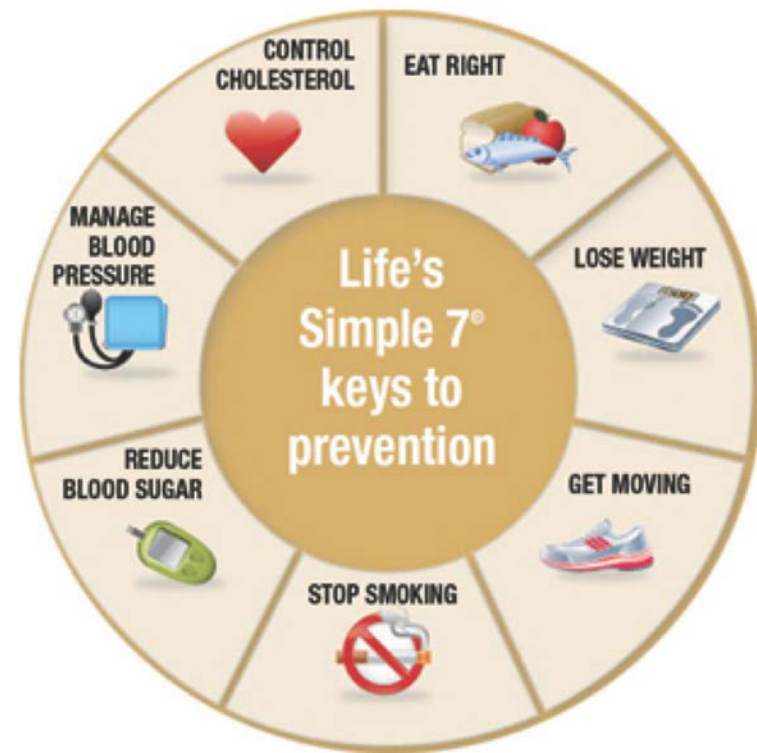 Life's
Simple 7©
keys to
prevention
EAT RIGHT
LOSE WEIGHT
GET MOVING
STOP SMOKING
REDUCE
BLOOD SUGAR
MANAGE
BLOOD
PRESSURE
CONTROL
CHOLESTEROL